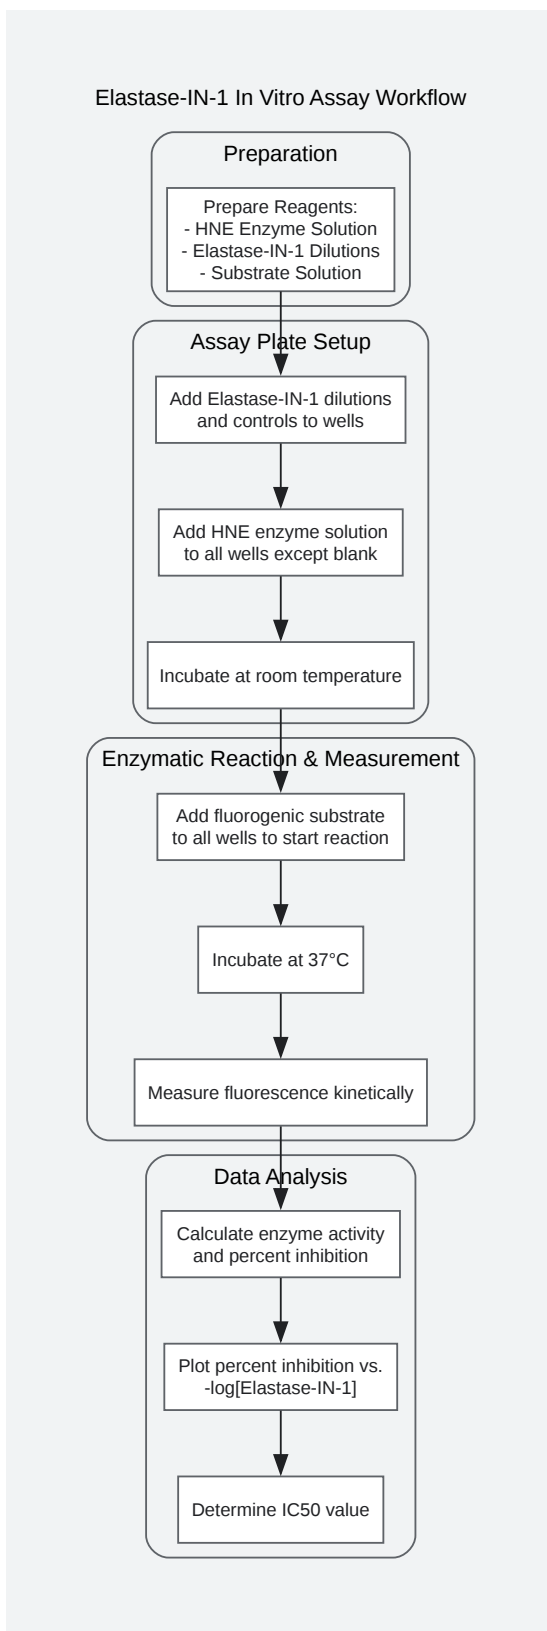 Elastase-IN-1 In Vitro Assay Workflow
Preparation
Prepare Reagents:
- HNE Enzyme Solution
- Elastase-IN-1 Dilutions
- Substrate Solution
Assay Plate Setup
Add Elastase-IN-1 dilutions
and controls to wells
Add HNE enzyme solution
to all wells except blank
Incubate at room temperature
Enzymatic Reaction & Measurement
Add fluorogenic substrate
to all wells to start reaction
Incubate at 37°C
Measure fluorescence kinetically
Data Analysis
Calculate enzyme activity
and percent inhibition
Plot percent inhibition vs.
-log[Elastase-IN-1]
Determine IC50 value